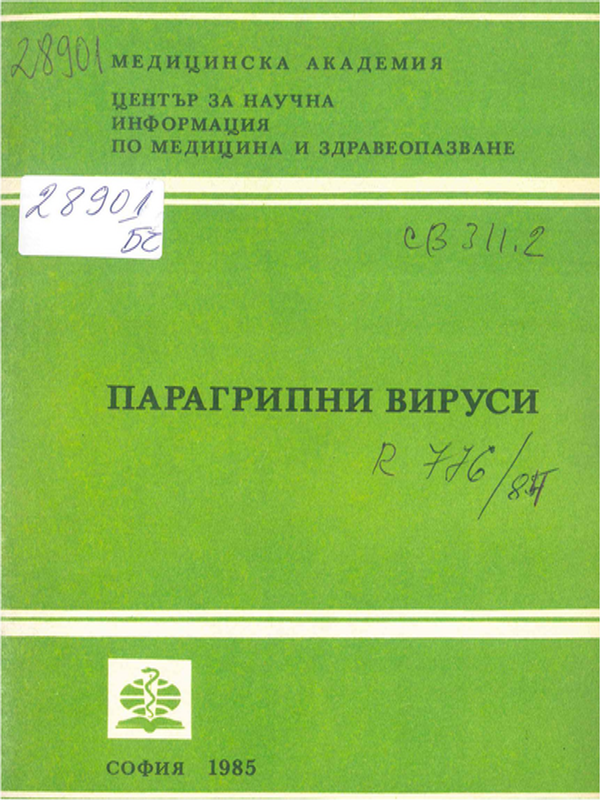 28901
МЕДИЦИНСКА АКАДЕМИЯ
ЦЕНТЪР ЗА НАУЧНА
ИНФОРМАЦИЯ
ПО МЕДИЦИНА И ЗДРАВЕОПАЗВАНЕ
28901
БС
СВ 311.2
ПАРАГРИПНИ ВИРУСИ
R 776/
СОФИЯ 1985